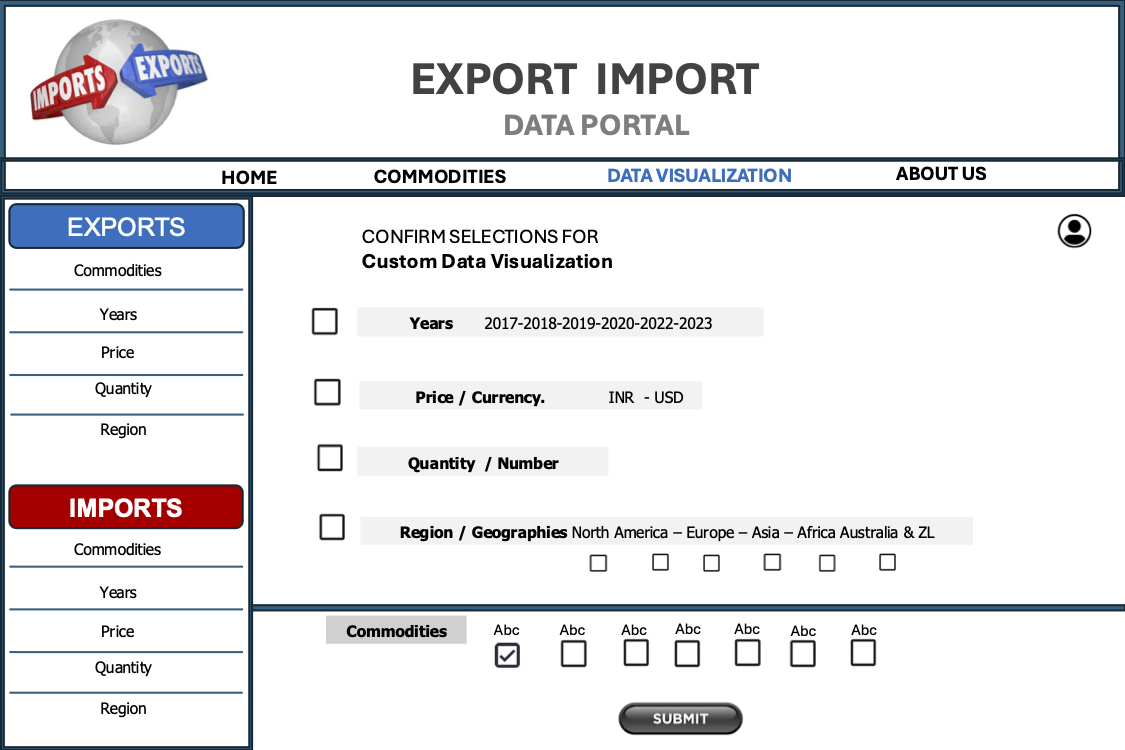 IMPORTS
EXPORTS
EXPORT IMPORT
DATA PORTAL
HOME COMMODITIES DATA VISUALIZATION ABOUT US
EXPORTS
Commodities
Years
Price
Quantity
Region
IMPORTS
Commodities
Years
Price
Quantity
Region
CONFIRM SELECTIONS FOR
Custom Data Visualization
Years 2017-2018-2019-2020-2022-2023
Price / Currency. INR - USD
Quantity / Number
Region / Geographies North America – Europe – Asia – Africa Australia & ZL
Commodities Abc Abc Abc Abc Abc Abc Abc
SUBMIT